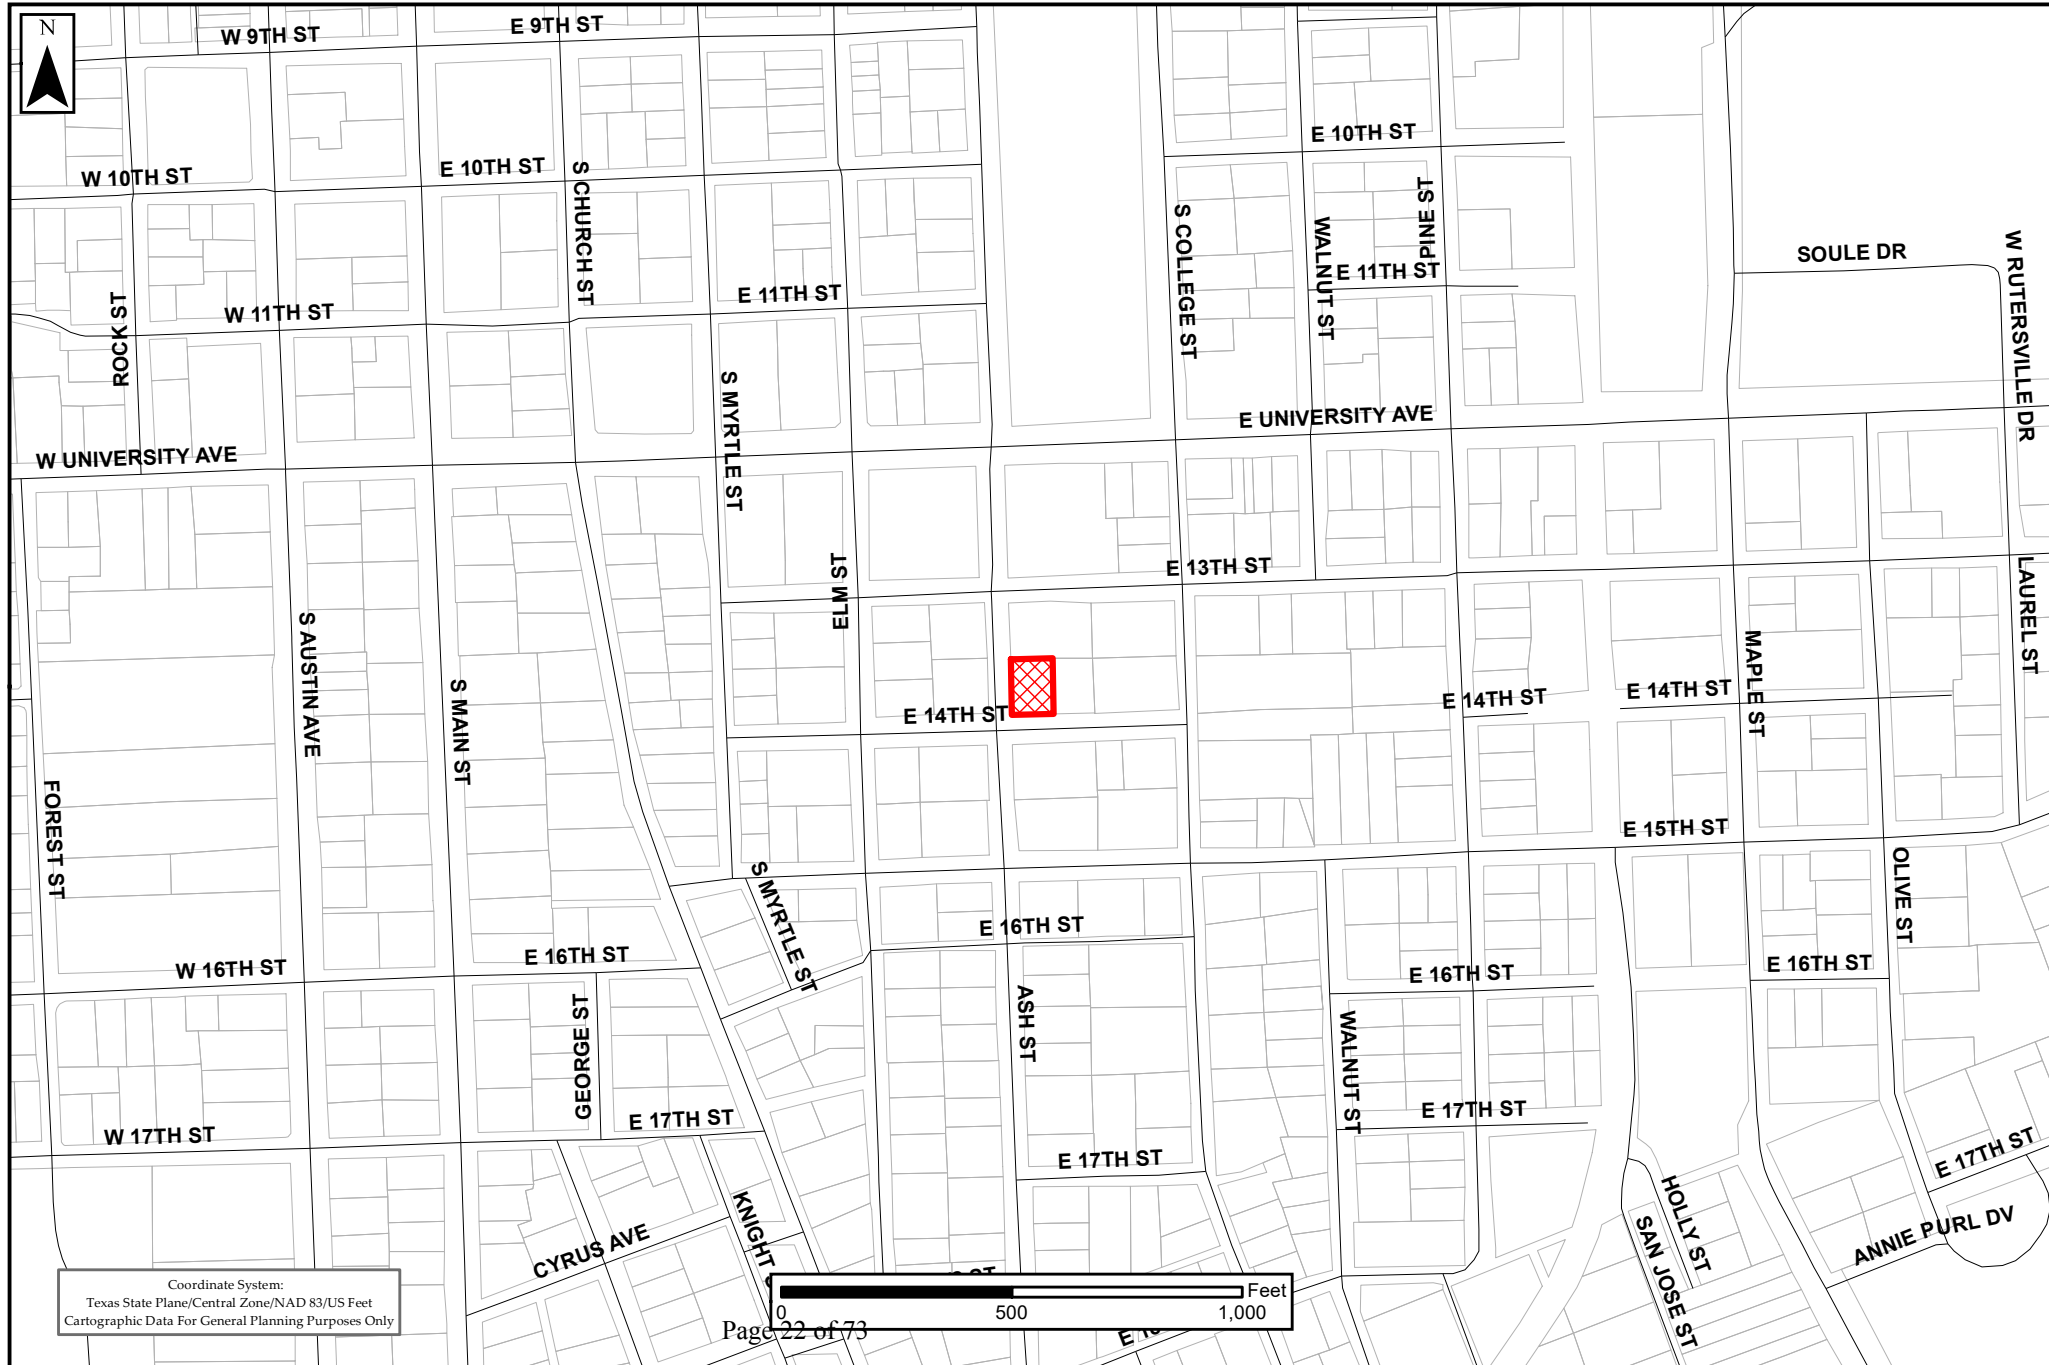 N
W 9TH ST
E 9TH ST
E 10TH ST
W 10TH ST
E 10TH ST
S CHURCH ST
S COLLEGE ST
WALNUT ST
PINE ST
E 11TH ST
SOULE DR
W RUTERSVILLE DR
ROCK ST
W 11TH ST
E 11TH ST
S MYRTLE ST
E UNIVERSITY AVE
W UNIVERSITY AVE
ELM ST
E 13TH ST
LAUREL ST
S AUSTIN AVE
S MAIN ST
E 14TH ST
E 14TH ST
E 14TH ST
MAPLE ST
FOREST ST
E 15TH ST
OLIVE ST
S MYRTLE ST
E 16TH ST
W 16TH ST
E 16TH ST
E 16TH ST
E 16TH ST
GEORGE ST
ASH ST
WALNUT ST
W 17TH ST
E 17TH ST
E 17TH ST
E 17TH ST
E 17TH ST
KNIGHT
CYRUS AVE
HOLLY ST
SAN JOSE ST
ANNIE PURL DV
Coordinate System:
Texas State Plane/Central Zone/NAD 83/US Feet
Cartographic Data For General Planning Purposes Only
Feet
0 500 1,000
Page 22 of 73